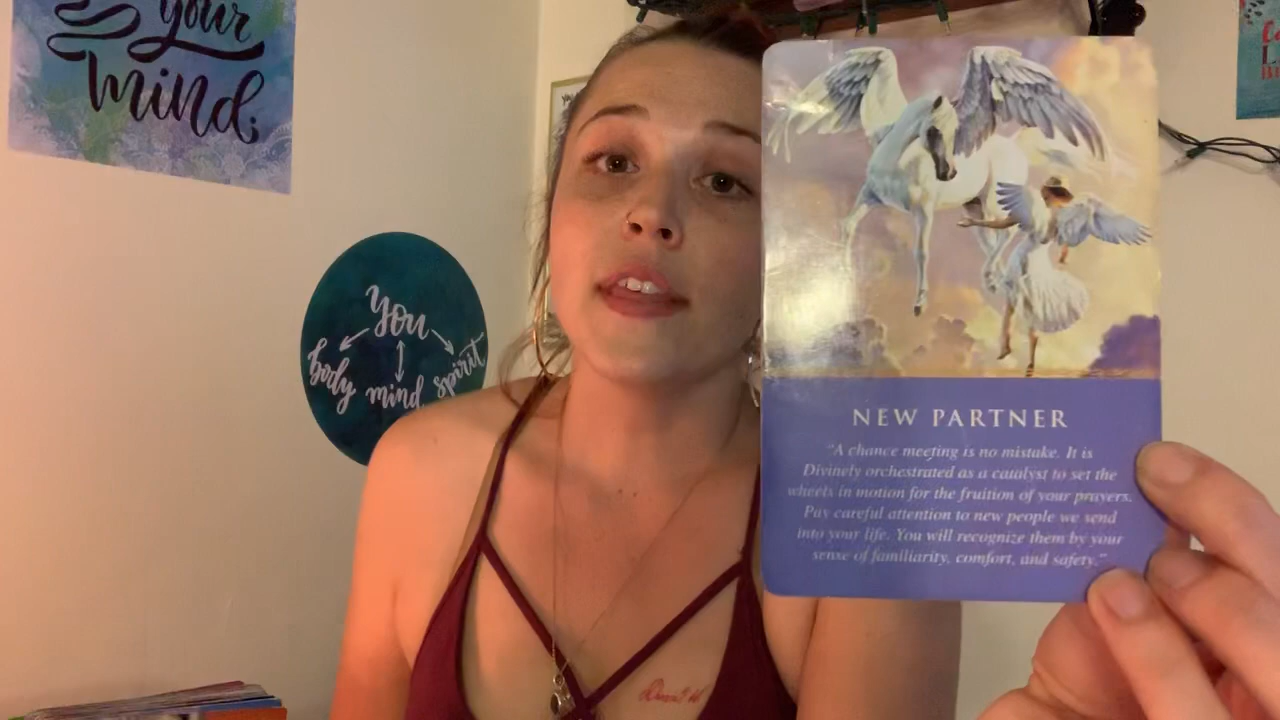 your
mind
you
body mind spirit
NEW PARTNER
"A chance meeting is no mistake. It is
Divinely orchestrated as a catalyst to set the
wheels in motion for the fruition of your prayers.
Pay careful attention to new people we send
into your life. You will recognize them by your
sense of familiarity, comfort, and safety."